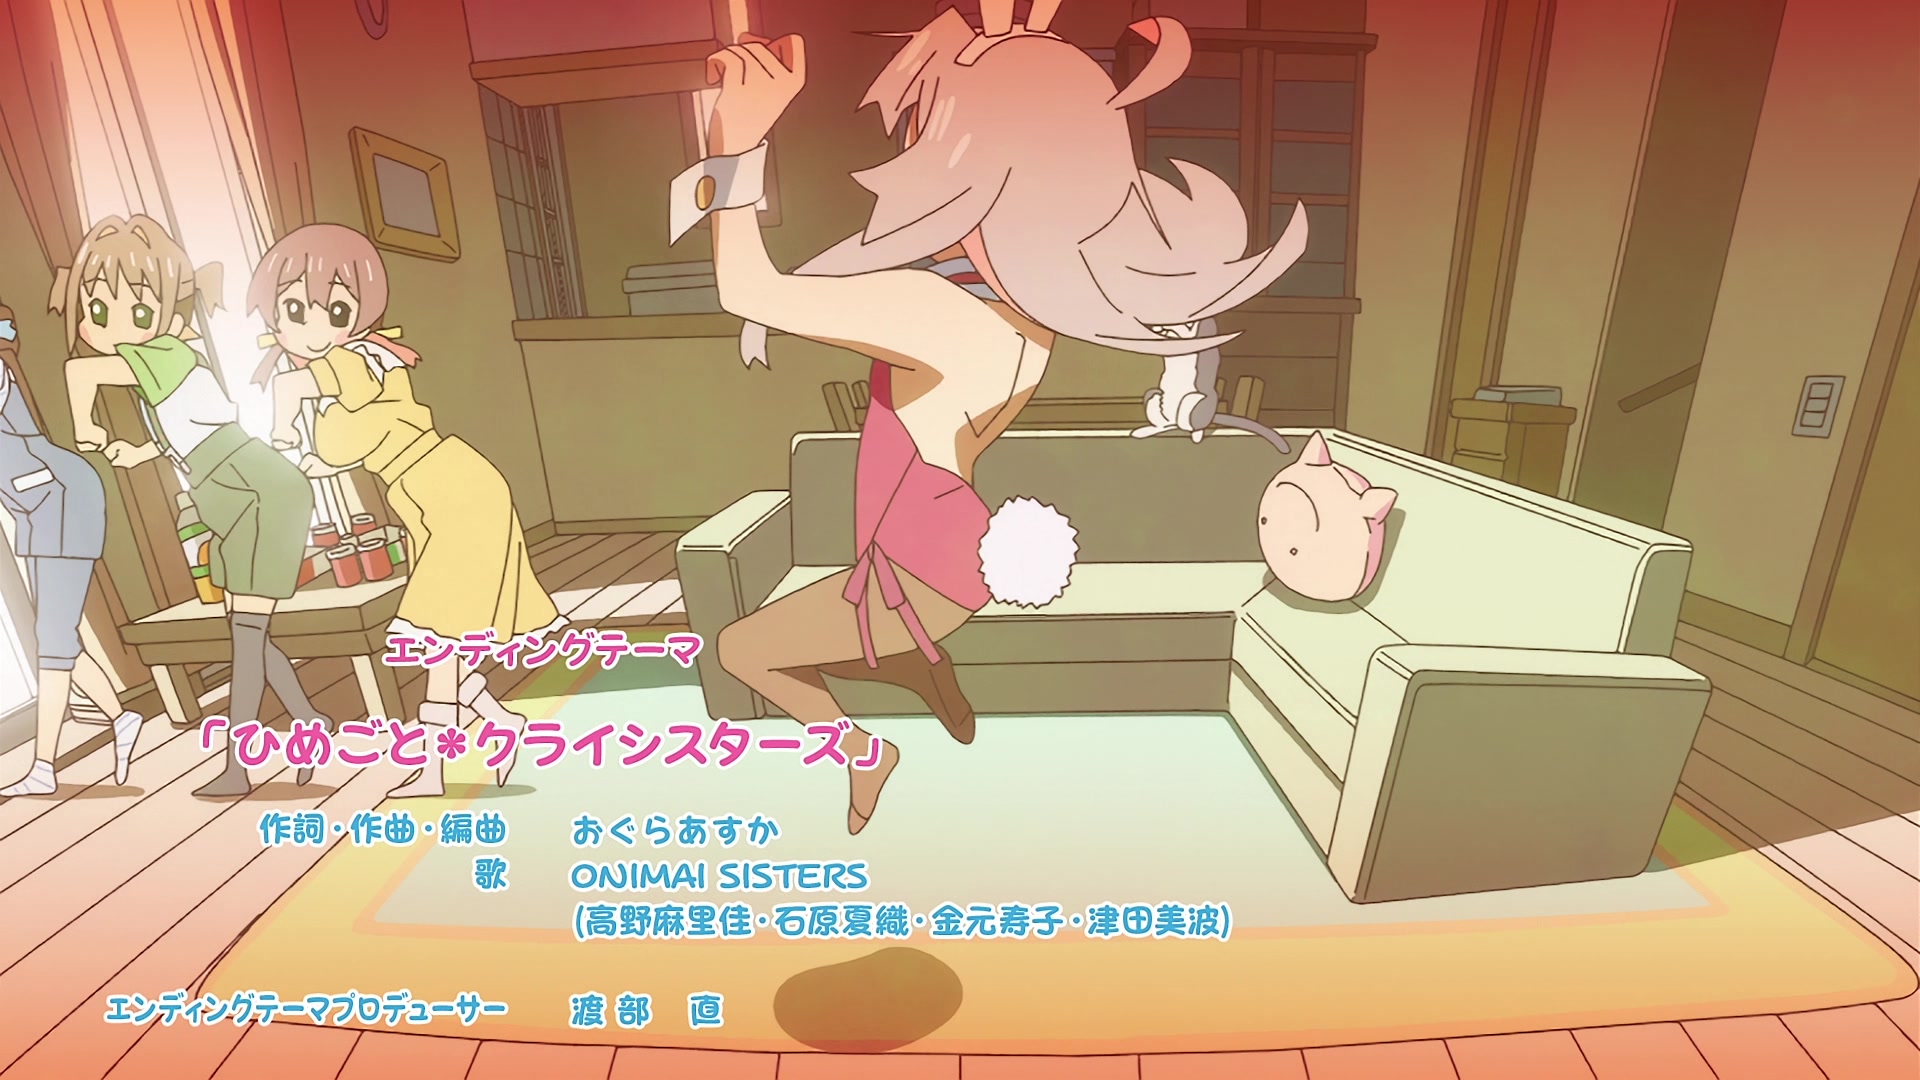 エンディングテーマ
「ひめごと＊クライシスターズ」
作詞・作曲・編曲　おぐらあすか
歌　ONIMAI SISTERS
(高野麻里佳・石原夏織・金元寿子・津田美波)
エンディングテーマプロデューサー　渡部　直